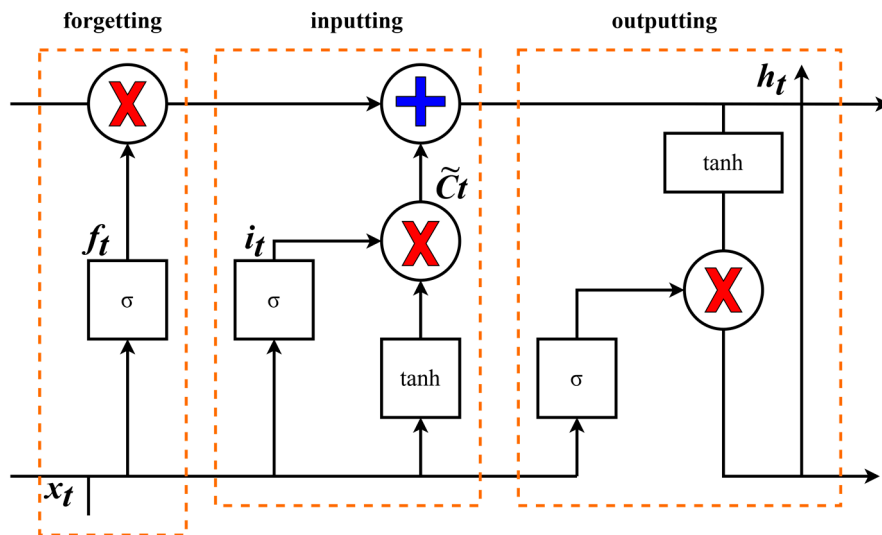 forgetting
inputting
outputting
h_t
X
+
tanh
C̃t
f_t
i_t
X
X
σ
σ
tanh
σ
x_t